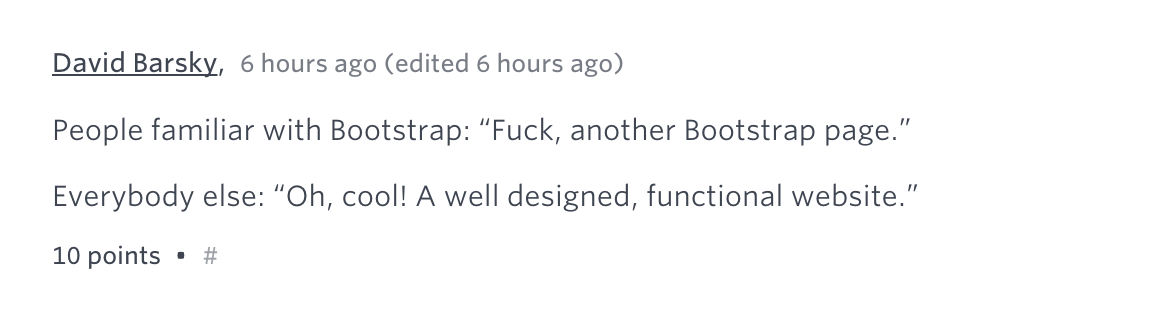 David Barsky, 6 hours ago (edited 6 hours ago)
People familiar with Bootstrap: “Fuck, another Bootstrap page.”
Everybody else: “Oh, cool! A well designed, functional website.”
10 points • #